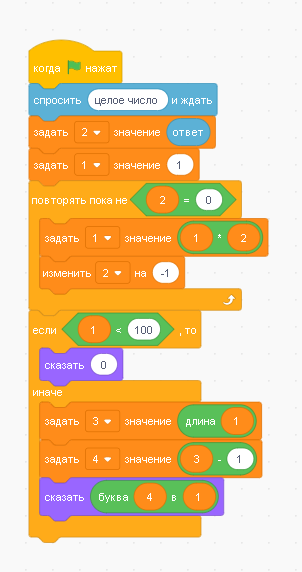 когда нажат
спросить целое число и ждать
задать 2 значение ответ
задать 1 значение 1
повторять пока не 2 = 0
задать 1 значение 1 * 2
изменить 2 на -1
если 1 < 100 , то
сказать 0
иначе
задать 3 значение длина 1
задать 4 значение 3 - 1
сказать буква 4 в 1